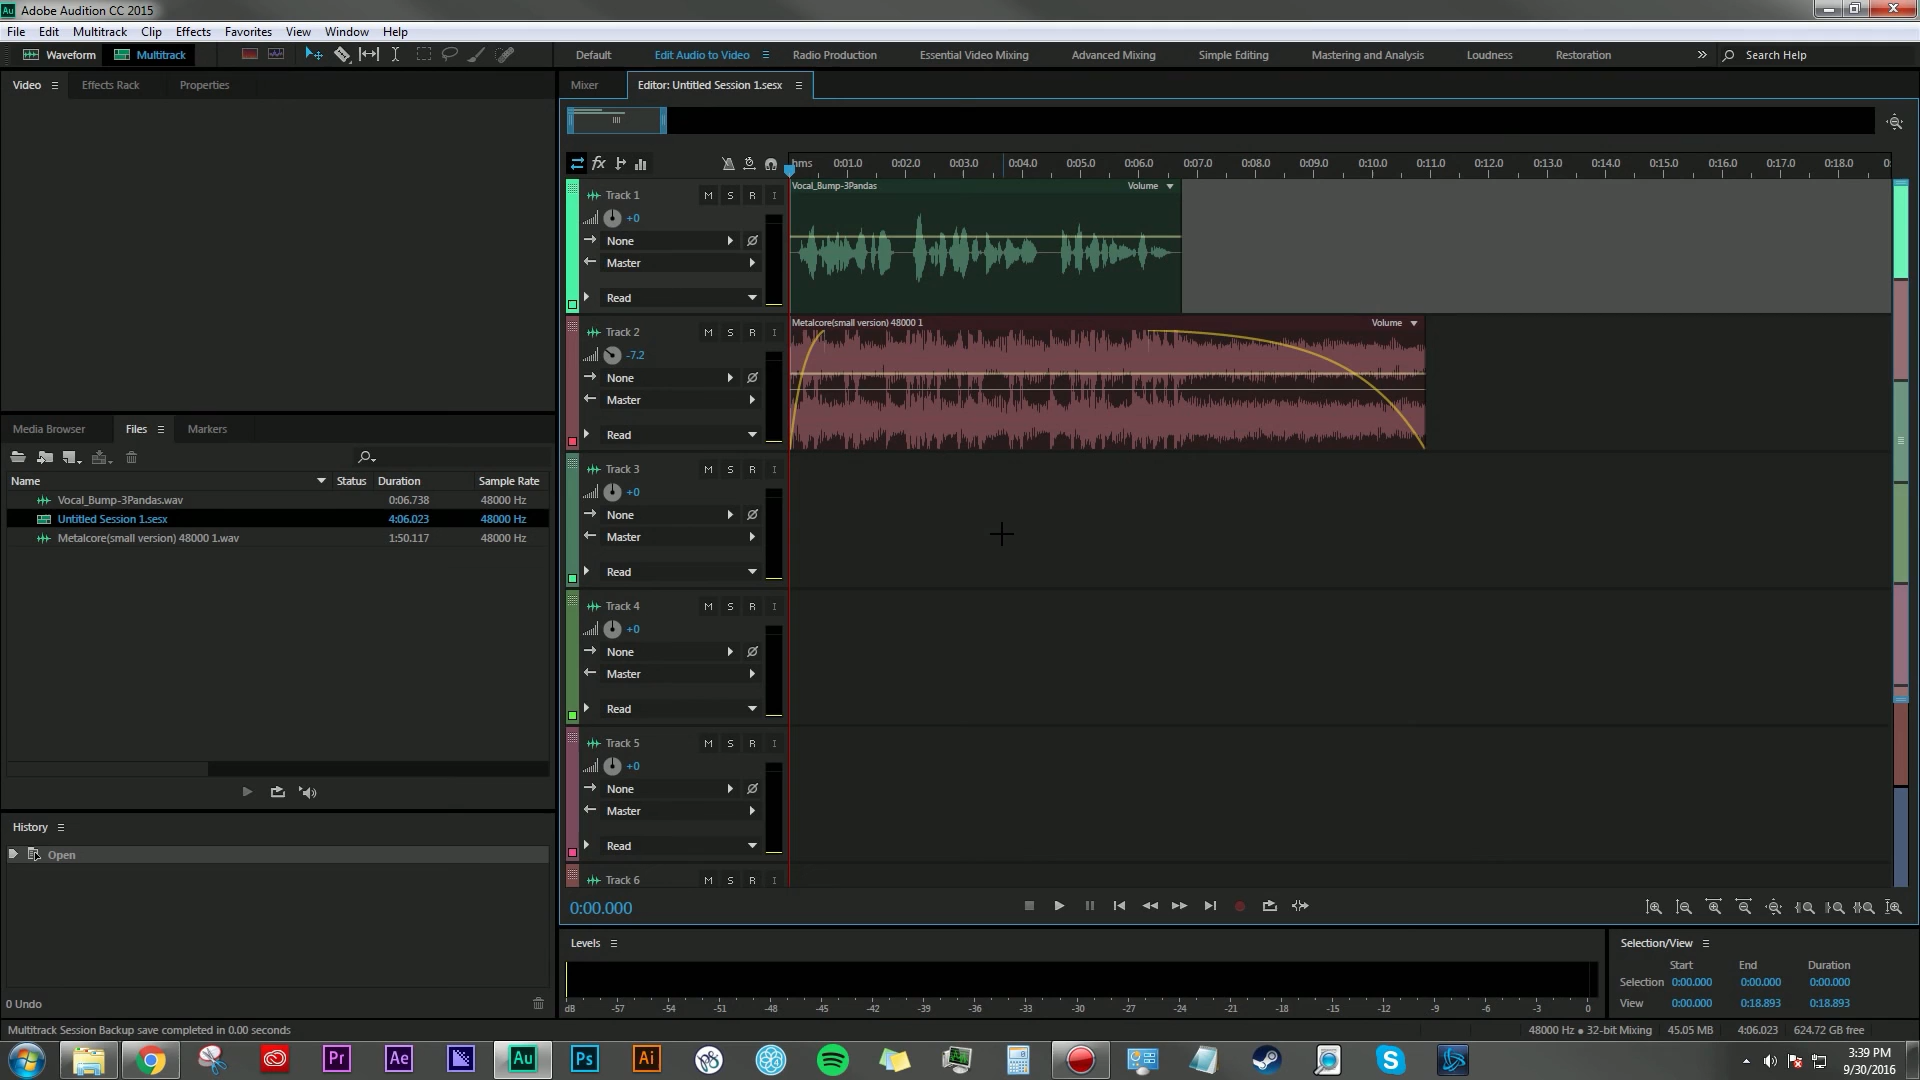 Au Adobe Audition CC 2015
File Edit Multitrack Clip Effects Favorites View Window Help
Waveform Multitrack Default Edit Audio to Video Radio Production Essential Video Mixing Advanced Mixing Simple Editing Mastering and Analysis Loudness Restoration Search Help
Video Effects Rack Properties
Mixer Editor: Untitled Session 1.sesx
fx hms 0:01.0 0:02.0 0:03.0 0:04.0 0:05.0 0:06.0 0:07.0 0:08.0 0:09.0 0:10.0 0:11.0 0:12.0 0:13.0 0:14.0 0:15.0 0:16.0 0:17.0 0:18.0 0:
Track 1 M S R I
+0
None
Master
Read
Vocal_Bump-3Pandas Volume
Track 2 M S R I
-7.2
None
Master
Read
Metalcore(small version) 48000 1 Volume
Track 3 M S R I
+0
None
Master
Read
Track 4 M S R I
+0
None
Master
Read
Track 5 M S R I
+0
None
Master
Read
Track 6 M S R I
Media Browser Files Markers
Name Status Duration Sample Rate
Vocal_Bump-3Pandas.wav 0:06.738 48000 Hz
Untitled Session 1.sesx 4:06.023 48000 Hz
Metalcore(small version) 48000 1.wav 1:50.117 48000 Hz
History
Open
0 Undo
0:00.000
Levels
dB -57 -54 -51 -48 -45 -42 -39 -36 -33 -30 -27 -24 -21 -18 -15 -12 -9 -6 -3 0
Selection/View
Start End Duration
Selection 0:00.000 0:00.000 0:00.000
View 0:00.000 0:18.893 0:18.893
Multitrack Session Backup save completed in 0.00 seconds
48000 Hz • 32-bit Mixing 45.05 MB 4:06.023 624.72 GB free
Pr Ae Au Ps Ai
3:39 PM
9/30/2016